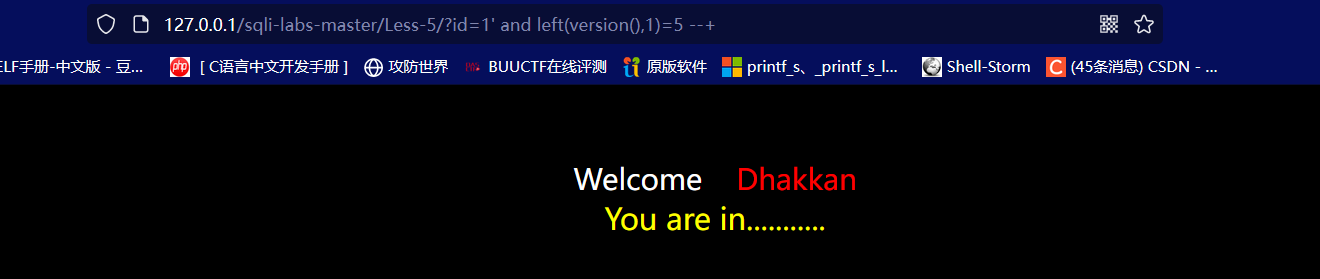 127.0.0.1/sqli-labs-master/Less-5/?id=1' and left(version(),1)=5 --+
ELF手册-中文版 - 豆... php [ C语言中文开发手册 ] 攻防世界 BUUCTF在线评测 原版软件 printf_s、_printf_s_l... Shell-Storm C (45条消息) CSDN - ...
Welcome Dhakkan
You are in...........